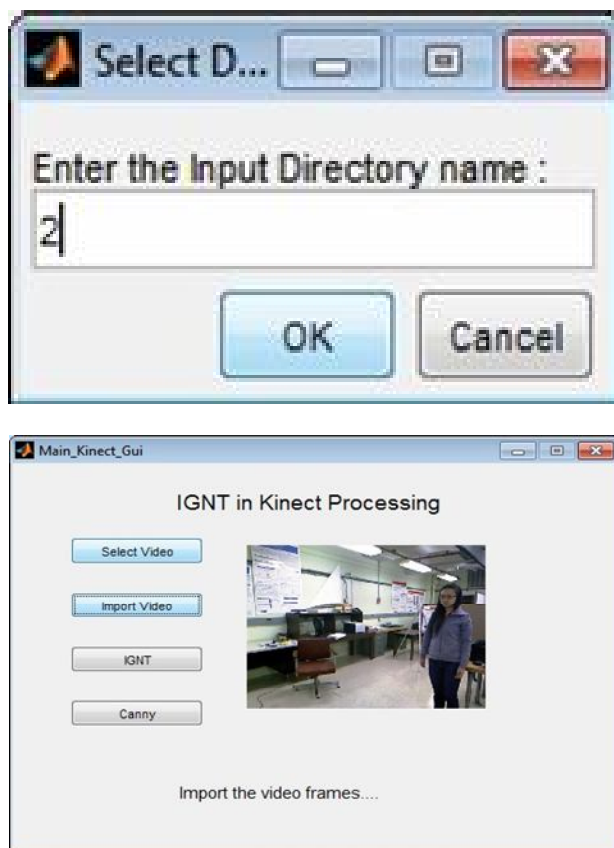 Select D...
Enter the Input Directory name :
2
OK
Cancel
Main_Kinect_Gui
IGNT in Kinect Processing
Select Video
Import Video
IGNT
Canny
Import the video frames....